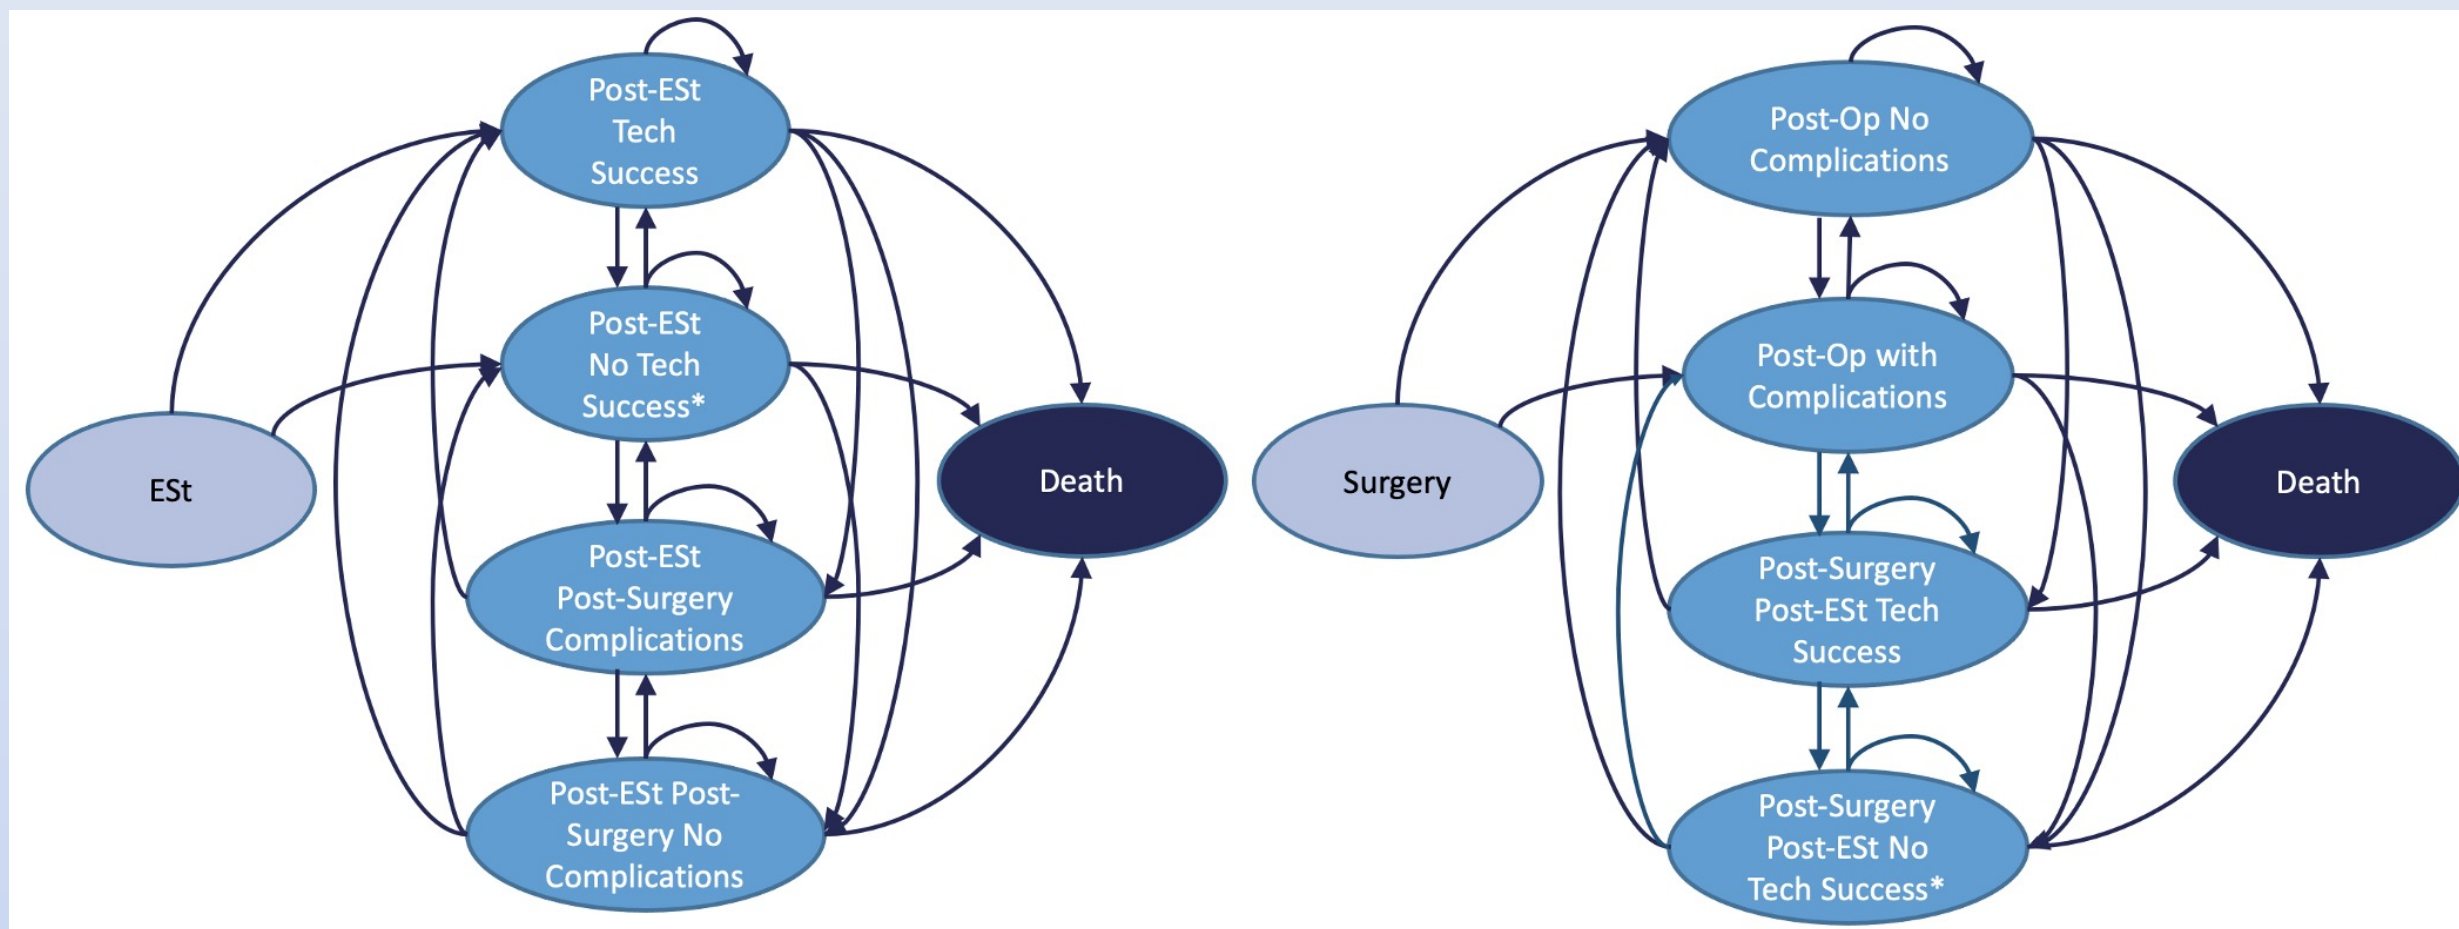 Post-ESt
Tech
Success
Post-ESt
No Tech
Success*
ESt
Post-ESt
Post-Surgery
Complications
Post-ESt Post-
Surgery No
Complications
Death
Post-Op No
Complications
Post-Op with
Complications
Surgery
Post-Surgery
Post-ESt Tech
Success
Post-Surgery
Post-ESt No
Tech Success*
Death